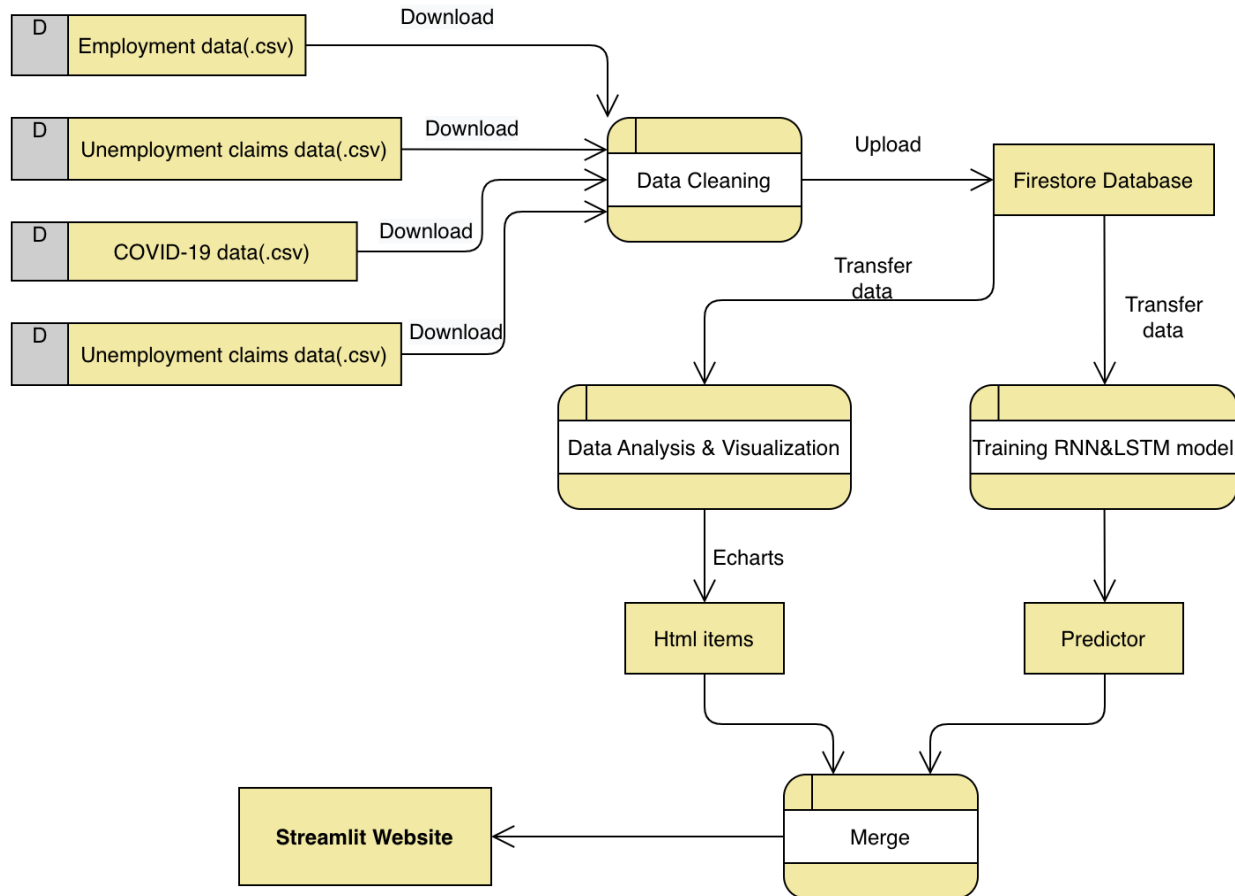 D
Employment data(.csv)
Download
D
Unemployment claims data(.csv)
Download
D
COVID-19 data(.csv)
Download
D
Unemployment claims data(.csv)
Download
Data Cleaning
Upload
Firestore Database
Transfer
data
Transfer
data
Data Analysis & Visualization
Training RNN&LSTM model
Echarts
Html items
Predictor
Merge
Streamlit Website